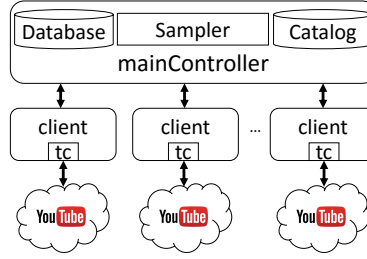 Database Sampler Catalog
mainController
client client ... client
tc tc tc
YouTube YouTube YouTube